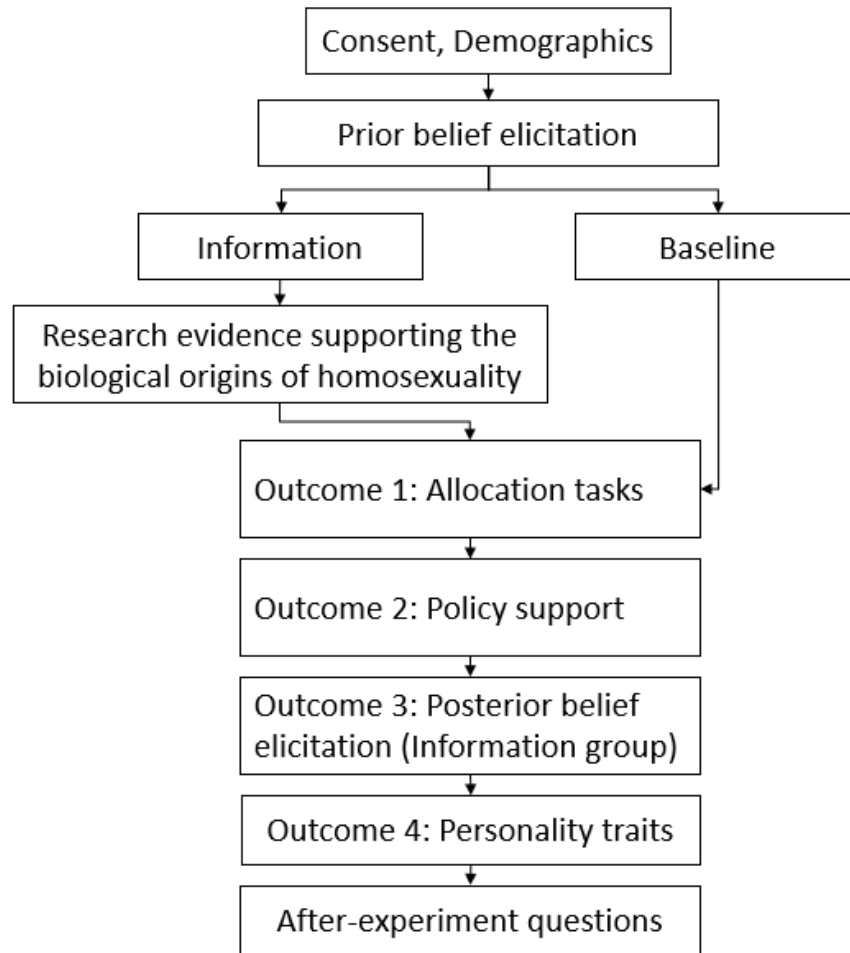 Consent, Demographics
Prior belief elicitation
Information
Baseline
Research evidence supporting the
biological origins of homosexuality
Outcome 1: Allocation tasks
Outcome 2: Policy support
Outcome 3: Posterior belief
elicitation (Information group)
Outcome 4: Personality traits
After-experiment questions